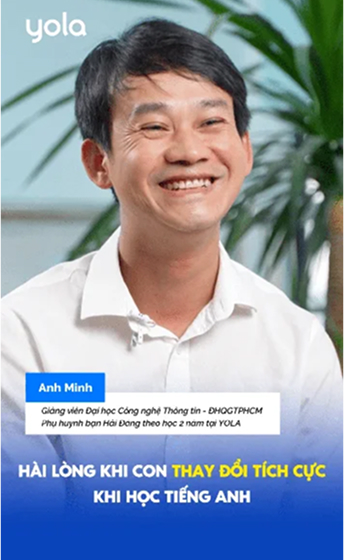 yola
Anh Minh
Giảng viên Đại học Công nghệ Thông tin - ĐHQGTPHCM
Phụ huynh bạn Hải Đang theo học 2 năm tại YOLA
HÀI LÒNG KHI CON THAY ĐỔI TÍCH CỰC
KHI HỌC TIẾNG ANH